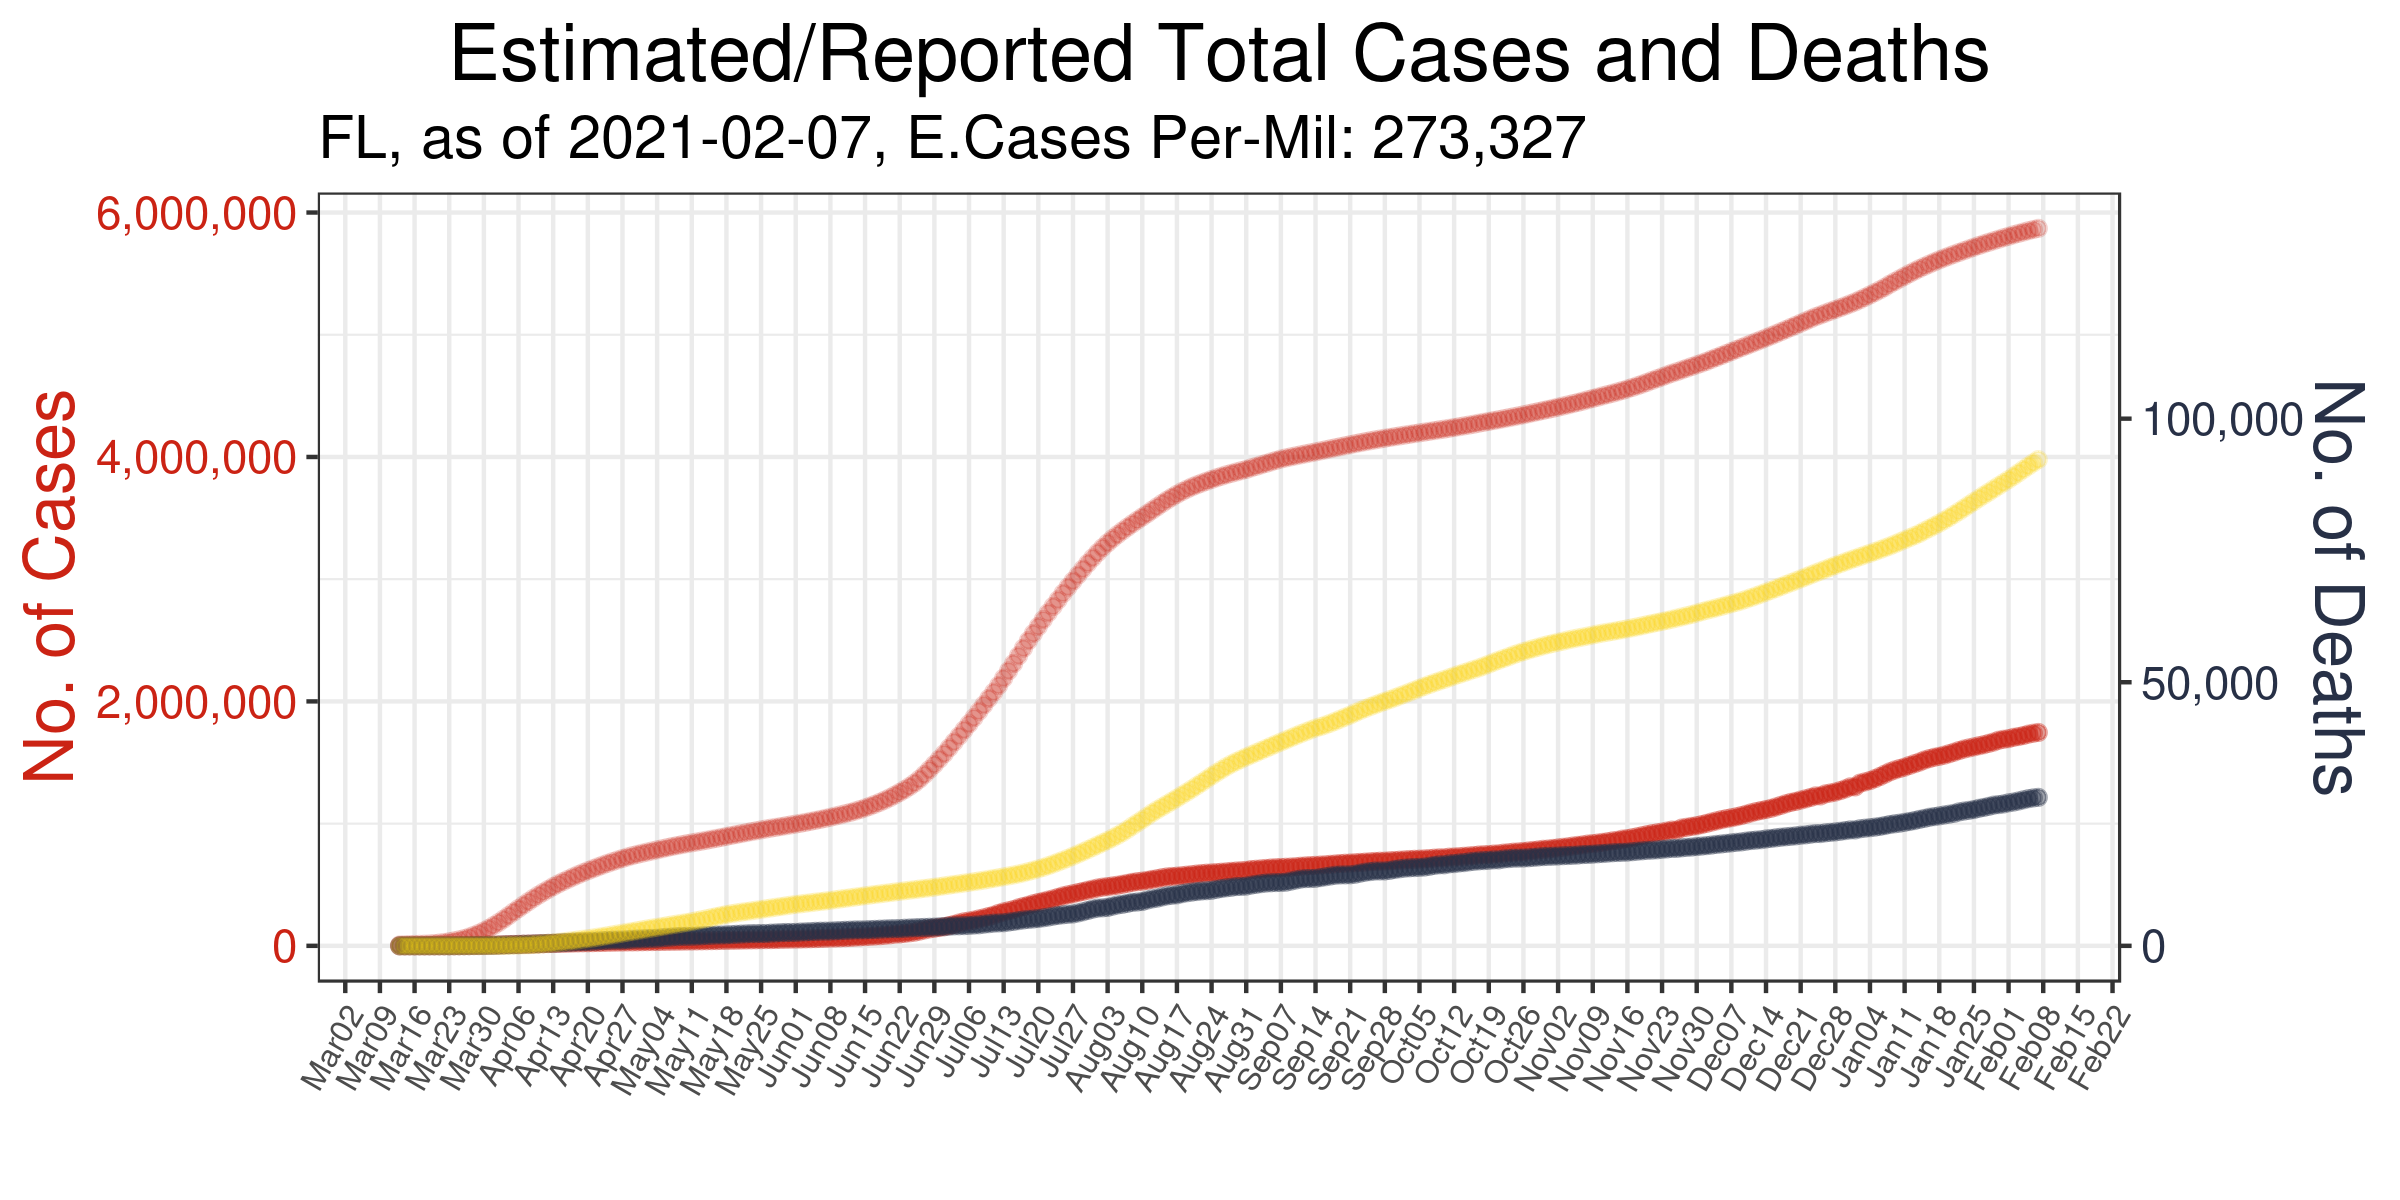 Estimated/Reported Total Cases and Deaths
FL, as of 2021-02-07, E.Cases Per-Mil: 273,327
No. of Cases
6,000,000
4,000,000
2,000,000
0
100,000
50,000
0
No. of Deaths
Mar02 Mar09 Mar16 Mar23 Mar30 Apr06 Apr13 Apr20 Apr27 May04 May11 May18 May25 Jun01 Jun08 Jun15 Jun22 Jun29 Jul06 Jul13 Jul20 Jul27 Aug03 Aug10 Aug17 Aug24 Aug31 Sep07 Sep14 Sep21 Sep28 Oct05 Oct12 Oct19 Oct26 Nov02 Nov09 Nov16 Nov23 Nov30 Dec07 Dec14 Dec21 Dec28 Jan04 Jan11 Jan18 Jan25 Feb01 Feb08 Feb15 Feb22